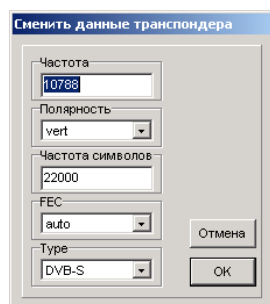 Сменить данные транспондера
Частота
10788
Полярность
vert
Частота символов
22000
FEC
auto
Type
DVB-S
Отмена
OK